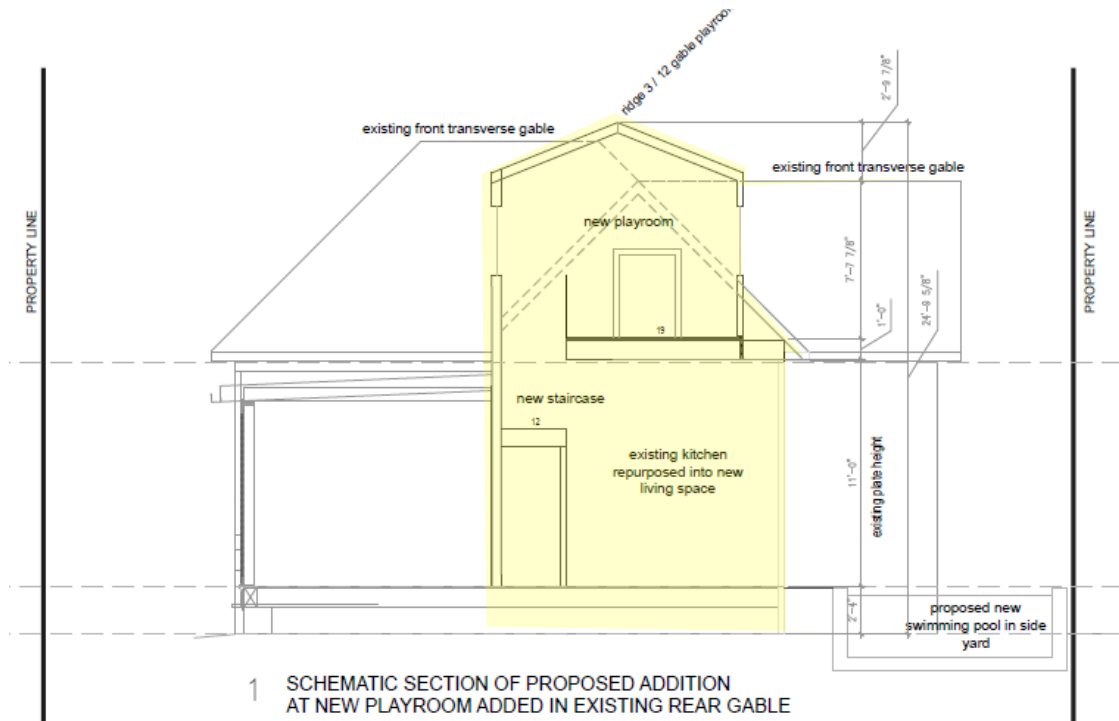 ridge 3 / 12 gable playroom
2'-9 7/8"
existing front transverse gable
existing front transverse gable
PROPERTY LINE
PROPERTY LINE
new playroom
7'-7 7/8"
1'-0"
24'-9 5/8"
19
new staircase
12
existing kitchen
repurposed into new
living space
11'-0"
existing plate height
2'-4"
proposed new
swimming pool in side
yard
1
SCHEMATIC SECTION OF PROPOSED ADDITION
AT NEW PLAYROOM ADDED IN EXISTING REAR GABLE